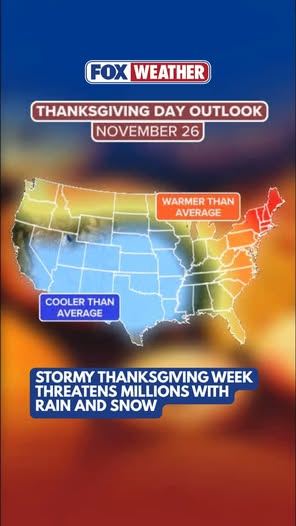 FOX WEATHER
THANKSGIVING DAY OUTLOOK
NOVEMBER 26
WARMER THAN
AVERAGE
COOLER THAN
AVERAGE
STORMY THANKSGIVING WEEK
THREATENS MILLIONS WITH
RAIN AND SNOW